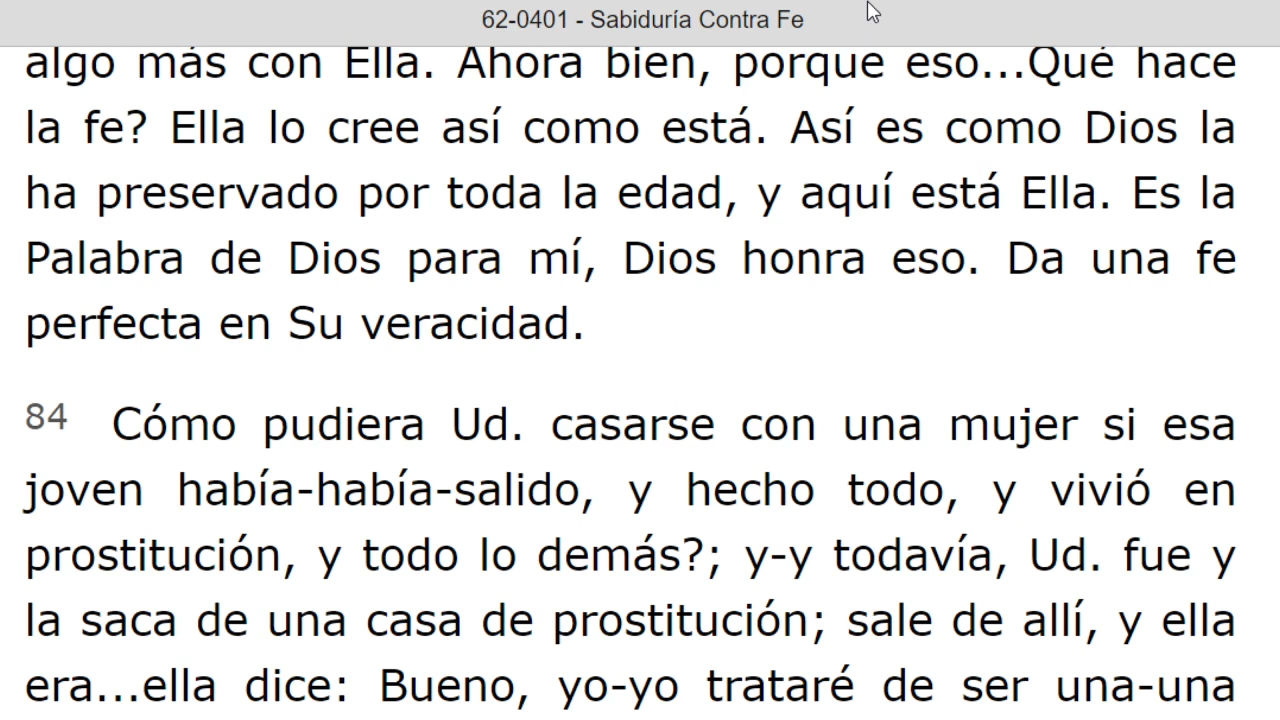 62-0401 - Sabiduría Contra Fe
algo más con Ella. Ahora bien, porque eso...Qué hace
la fe? Ella lo cree así como está. Así es como Dios la
ha preservado por toda la edad, y aquí está Ella. Es la
Palabra de Dios para mí, Dios honra eso. Da una fe
perfecta en Su veracidad.
84 Cómo pudiera Ud. casarse con una mujer si esa
joven había-había-salido, y hecho todo, y vivió en
prostitución, y todo lo demás?; y-y todavía, Ud. fue y
la saca de una casa de prostitución; sale de allí, y ella
era...ella dice: Bueno, yo-yo trataré de ser una-una